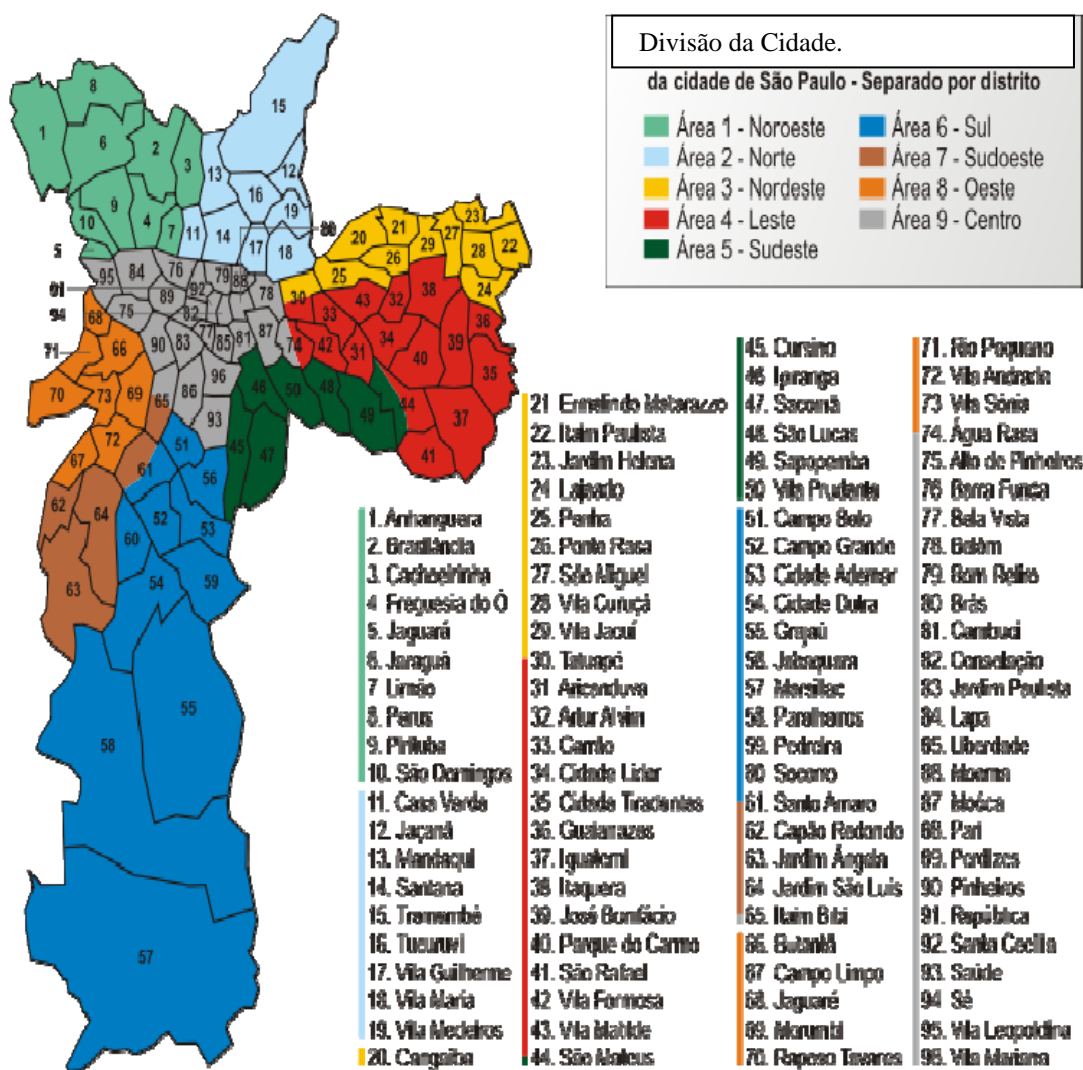 Divisão da Cidade.
da cidade de São Paulo - Separado por distrito
Área 1 - Noroeste
Área 2 - Norte
Área 3 - Nordeste
Área 4 - Leste
Área 5 - Sudeste
Área 6 - Sul
Área 7 - Sudoeste
Área 8 - Oeste
Área 9 - Centro
1. Anhanguera
2. Brasilândia
3. Cachoeirinha
4 Freguesia do Ó
5. Jaguará
6. Jaraguá
7 Limão
8. Perus
9. Pirituba
10. São Domingos
11. Casa Verde
12. Jaçanã
13. Mandaqui
14. Santana
15. Tremembé
16. Tucuruvi
17. Vila Guilherme
18. Vila Maria
19. Vila Medeiros
20. Cangaíba
21 Ermelindo Matarazzo
22. Itaim Paulista
23. Jardim Helena
24 Lajeado
25. Penha
26. Ponte Rasa
27. São Miguel
28 Vila Curuçá
29. Vila Jacuí
30. Tatuapé
31 Aricanduva
32. Artur Alvim
33. Carrão
34. Cidade Líder
35 Cidade Tiradentes
36. Guaianazes
37. Iguatemi
38 Itaquera
39. José Bonifácio
40. Parque do Carmo
41. São Rafael
42 Vila Formosa
43. Vila Matilde
44. São Mateus
45. Cursino
46 Ipiranga
47. Sacomã
48. São Lucas
49. Sapopemba
50 Vila Prudente
51. Campo Belo
52. Campo Grande
53 Cidade Ademar
54. Cidade Dutra
55. Grajaú
56. Jabaquara
57 Marsillac
58. Parelheiros
59. Pedreira
60 Socorro
61. Santo Amaro
62. Capão Redondo
63. Jardim Ângela
64 Jardim São Luis
65. Itaim Bibi
66. Butantã
67 Campo Limpo
68. Jaguaré
69. Morumbi
70. Raposo Tavares
71. Rio Pequeno
72. Vila Andrade
73 Vila Sônia
74. Água Rasa
75. Alto de Pinheiros
76 Barra Funda
77. Bela Vista
78. Belém
79. Bom Retiro
80 Brás
81. Cambuci
82. Consolação
83 Jardim Paulista
84. Lapa
85. Liberdade
86. Moema
87 Moóca
88. Pari
89. Perdizes
90 Pinheiros
91. República
92. Santa Cecília
93. Saúde
94 Sé
95. Vila Leopoldina
96. Vila Mariana